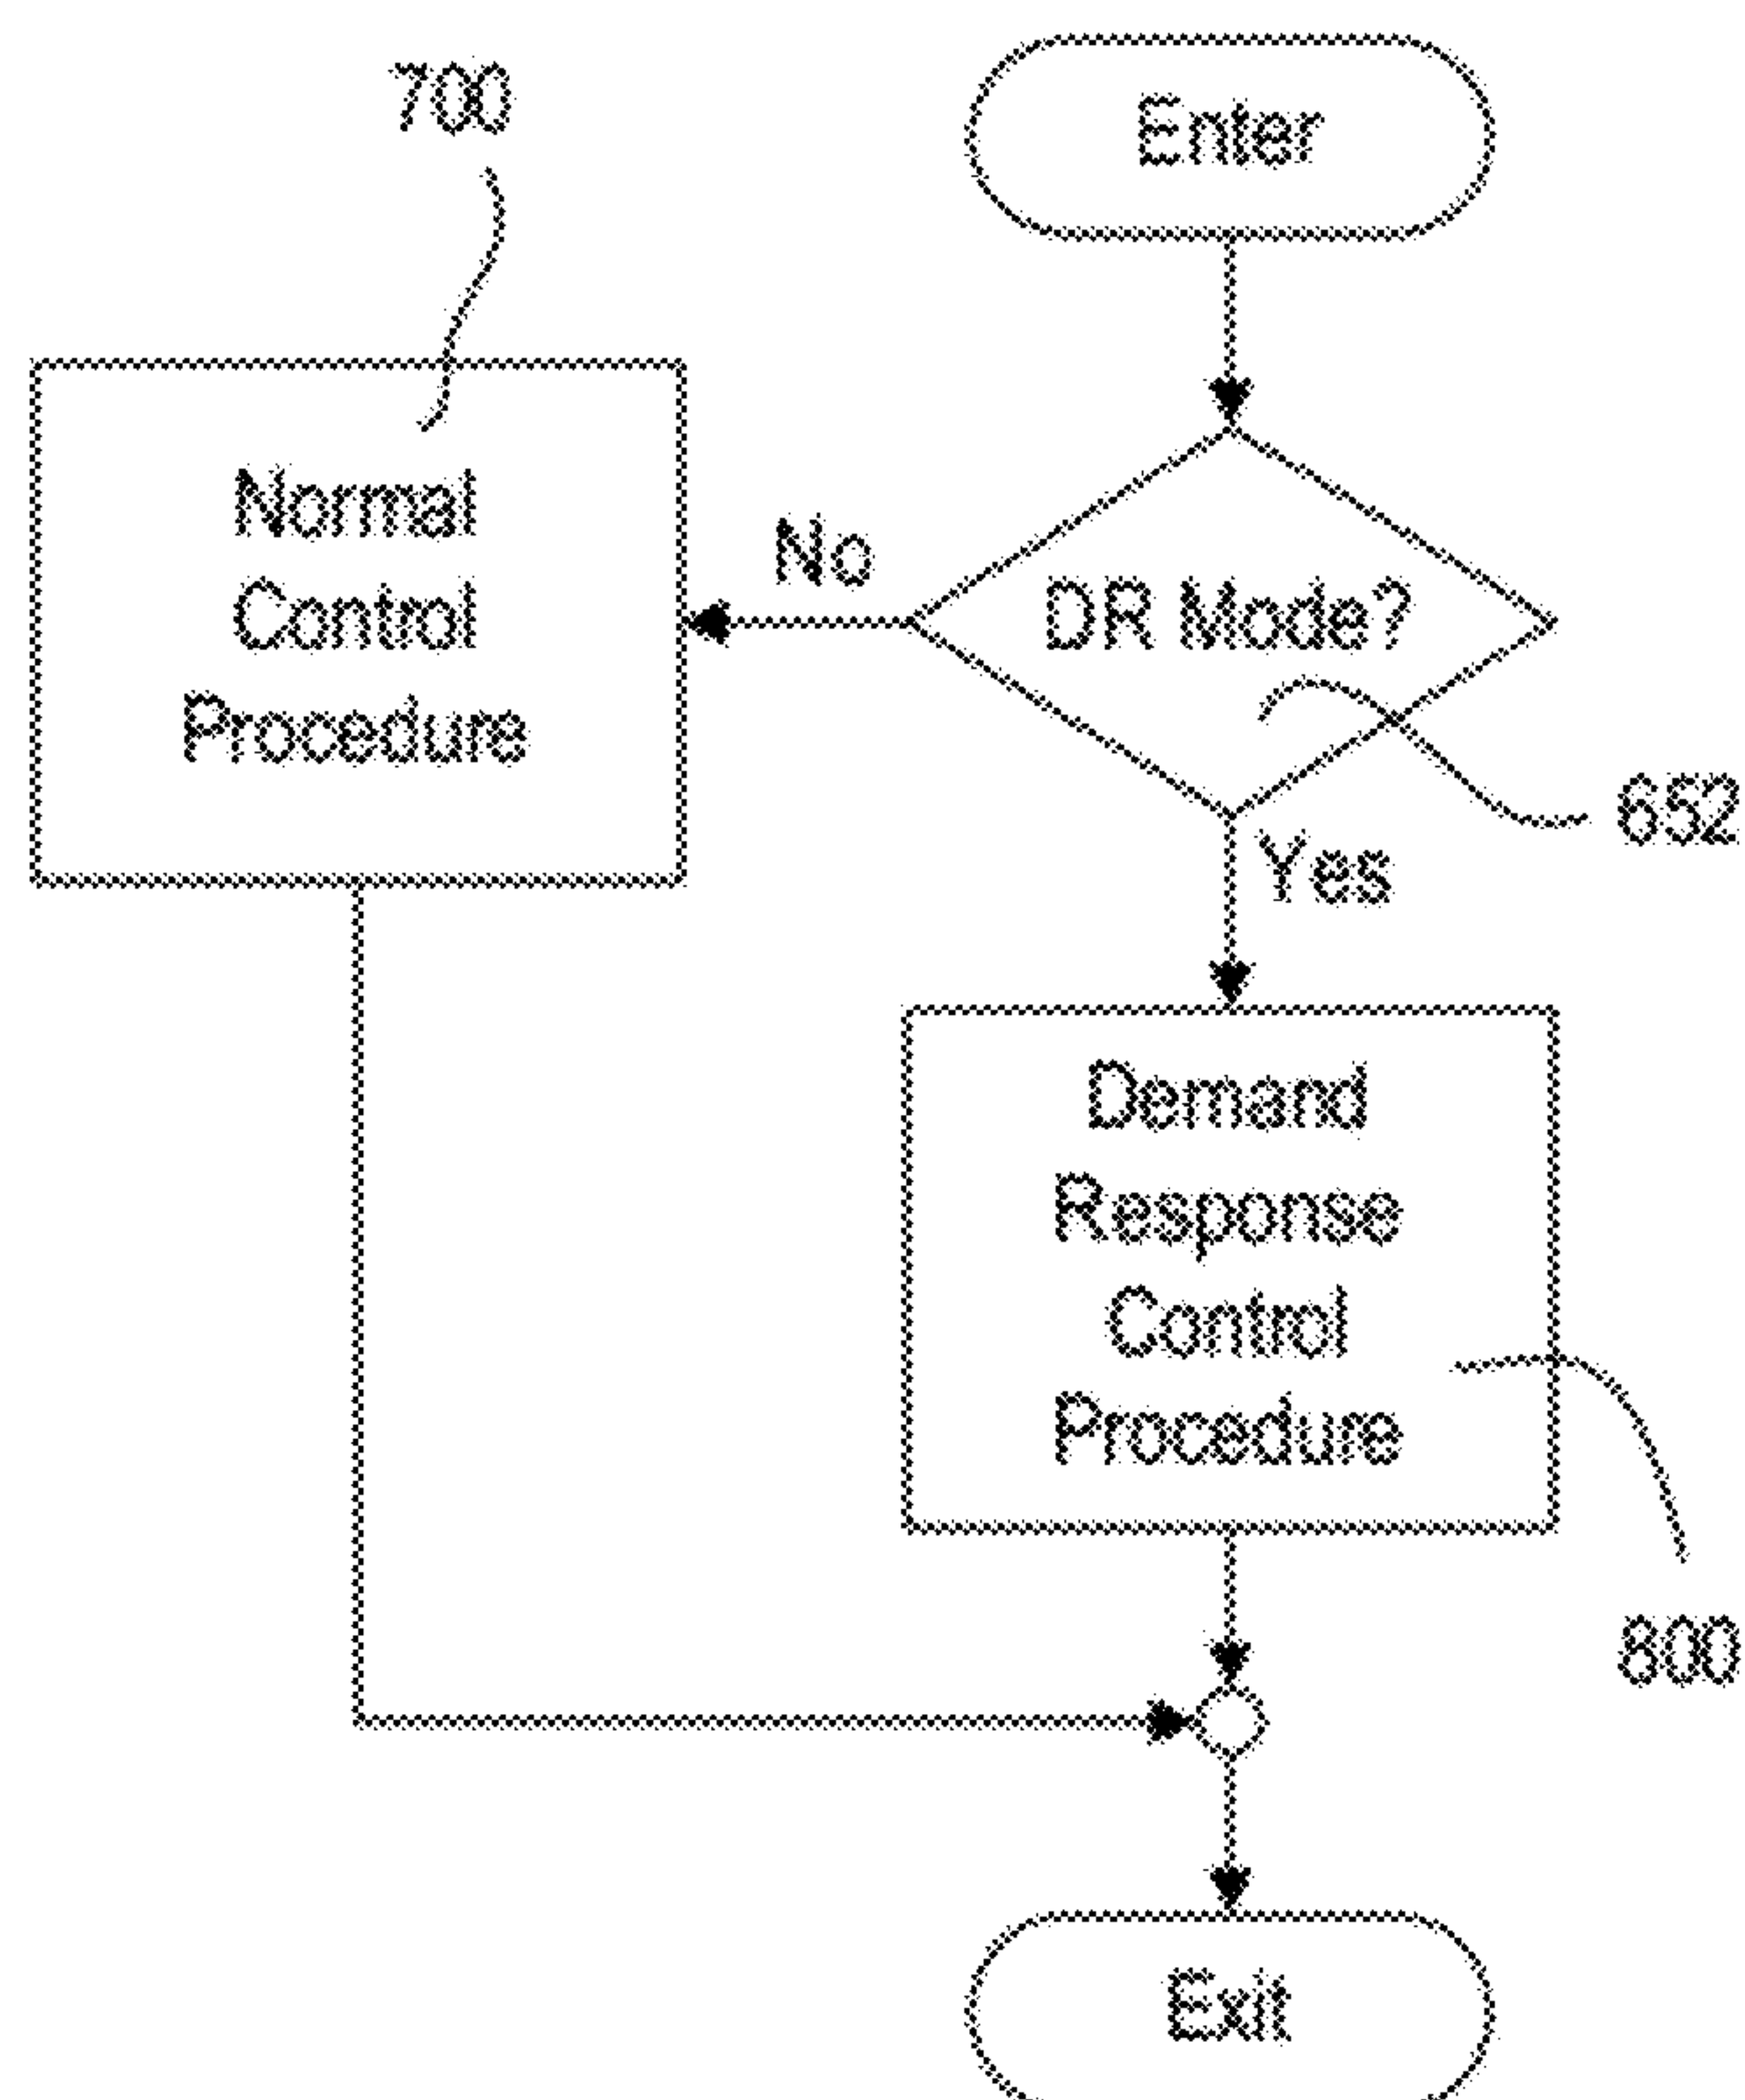 700
Enter
Normal
Control
Procedure
No
DR Mode?
652
Yes
Demand
Response
Control
Procedure
800
Exit